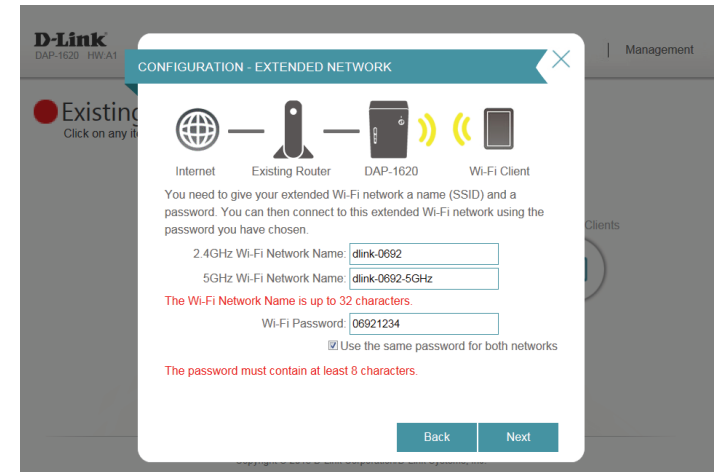 D-Link
DAP-1620 HW:A1
Management
CONFIGURATION - EXTENDED NETWORK
Existing
Click on any
Internet Existing Router DAP-1620 Wi-Fi Client
You need to give your extended Wi-Fi network a name (SSID) and a
password. You can then connect to this extended Wi-Fi network using the
password you have chosen.
Clients
2.4GHz Wi-Fi Network Name: dlink-0692
5GHz Wi-Fi Network Name: dlink-0692-5GHz
The Wi-Fi Network Name is up to 32 characters.
Wi-Fi Password: 06921234
Use the same password for both networks
The password must contain at least 8 characters.
Back Next